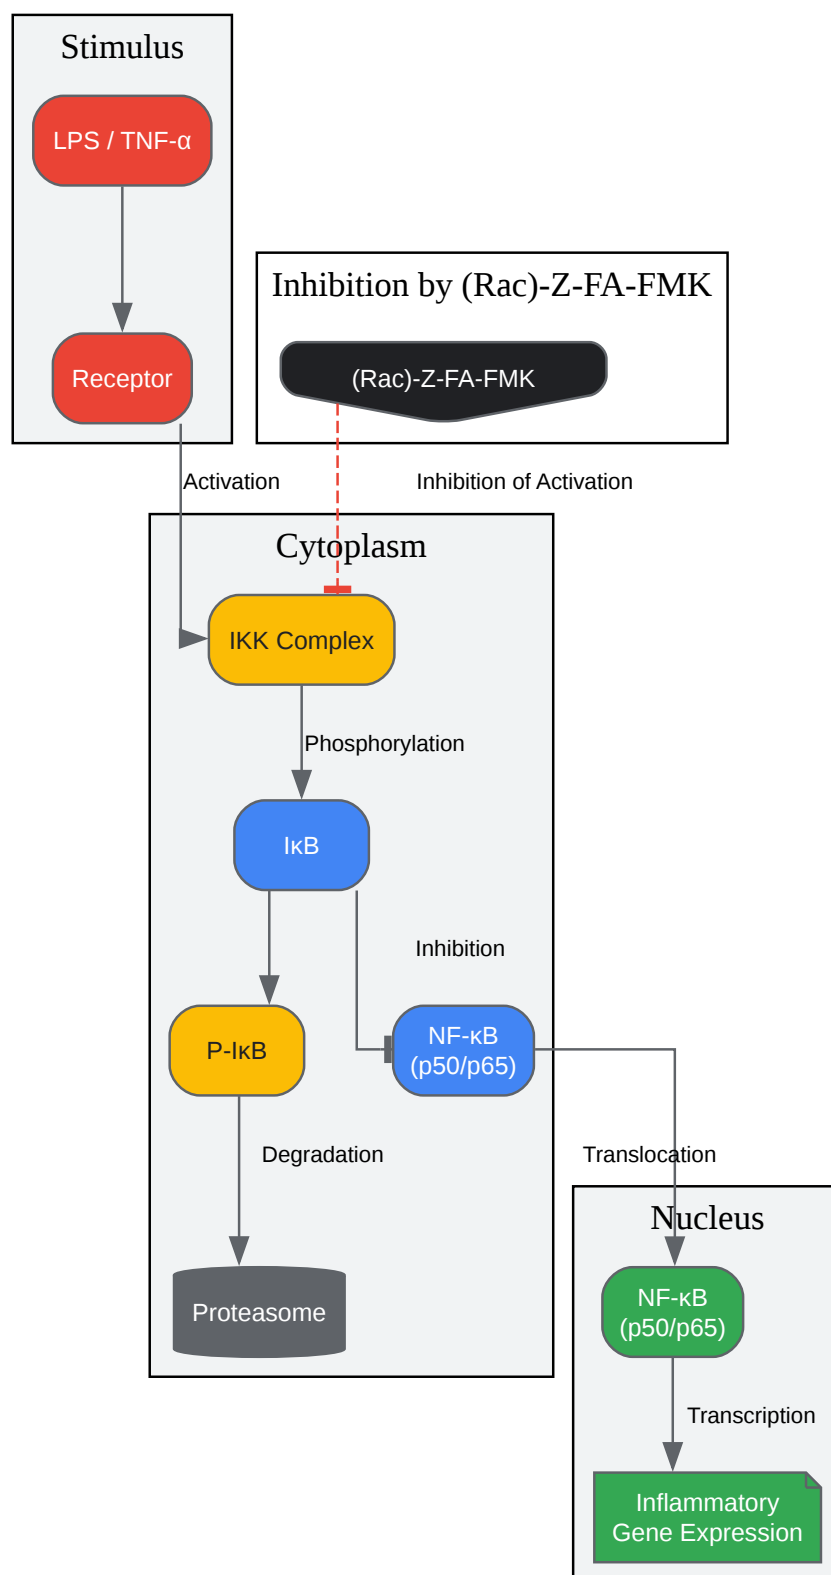 Stimulus
LPS / TNF-α
Receptor
Inhibition by (Rac)-Z-FA-FMK
(Rac)-Z-FA-FMK
Activation
Inhibition of Activation
Cytoplasm
IKK Complex
Phosphorylation
IκB
Inhibition
P-IκB
NF-κB
(p50/p65)
Degradation
Translocation
Nucleus
Proteasome
NF-κB
(p50/p65)
Transcription
Inflammatory
Gene Expression